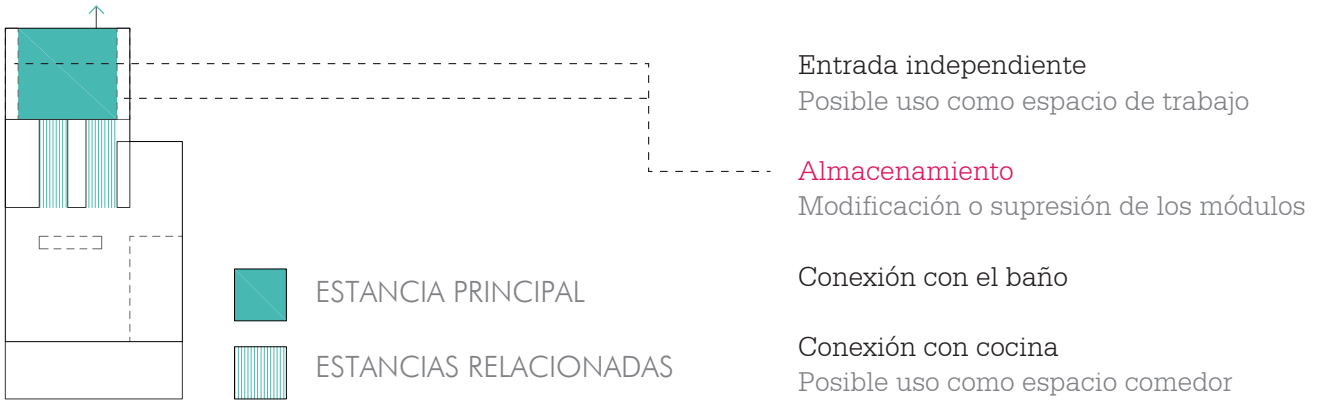 Entrada independiente
Posible uso como espacio de trabajo
Almacenamiento
Modificación o supresión de los módulos
Conexión con el baño
Conexión con cocina
Posible uso como espacio comedor
ESTANCIA PRINCIPAL
ESTANCIAS RELACIONADAS